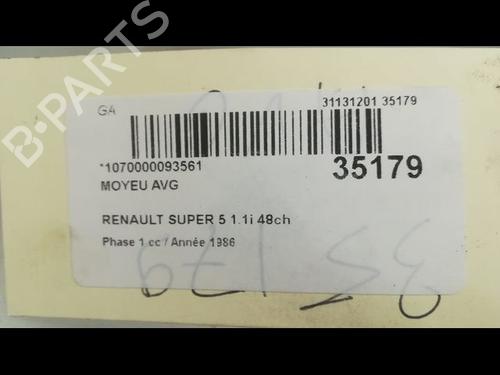 GA
31131201 35179
*1070000093561
35179
MOYEU AVG
RENAULT SUPER 5 1.1i 48ch
Phase 1 cc / Année 1986
35179
B-PARTS